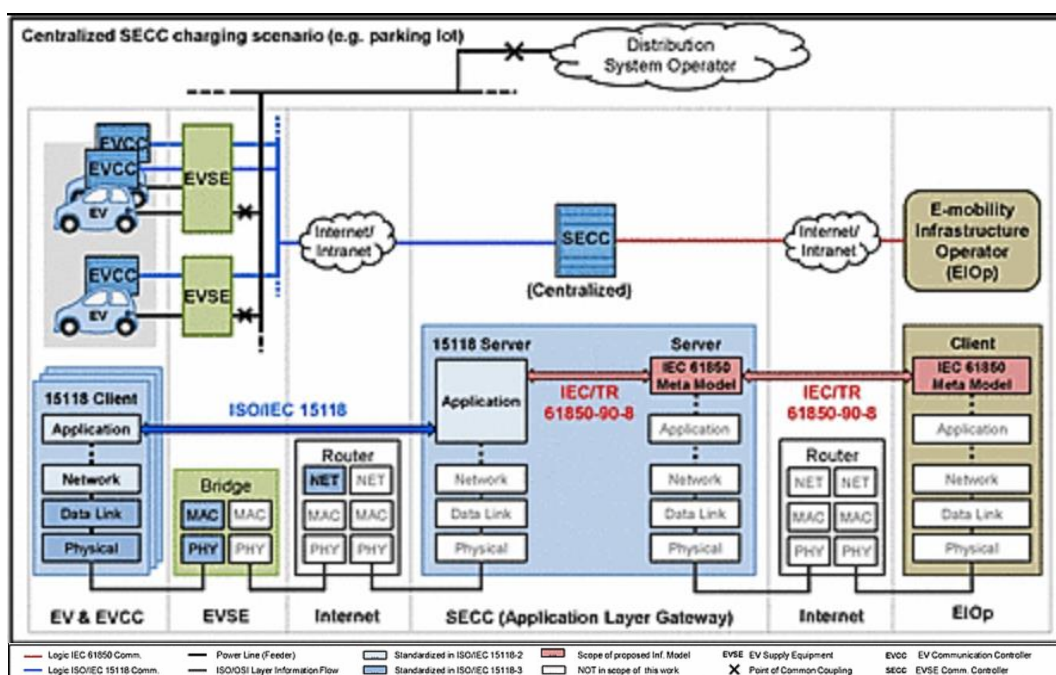 Centralized SECC charging scenario (e.g. parking lot)
Distribution
System Operator
EVCC
EVCC
EV
EVSE
EVCC
EV
EVSE
Internet/
Intranet
SECC
(Centralized)
Internet/
Intranet
E-mobility
Infrastructure
Operator
(EIOp)
15118 Client
Application
Network
Data Link
Physical
ISO/IEC 15118
Bridge
MAC MAC
PHY PHY
Router
NET NET
MAC MAC
PHY PHY
15118 Server
Application
Network
Data Link
Physical
IEC/TR
61850-90-8
Server
IEC 61850
Meta Model
Application
Network
Data Link
Physical
IEC/TR
61850-90-8
Router
NET NET
MAC MAC
PHY PHY
Client
IEC 61850
Meta Model
Application
Network
Data Link
Physical
EV & EVCC EVSE Internet SECC (Application Layer Gateway) Internet EIOp
Logic IEC 61850 Comm. Power Line (Feeder) Standardized in ISO/IEC 15118-2 Scope of proposed Inf. Model EVSE EV Supply Equipment EVCC EV Communication Controller
Logic ISO/IEC 15118 Comm. ISO/OSI Layer Information Flow Standardized in ISO/IEC 15118-3 NOT in scope of this work Point of Common Coupling SECC EVSE Comm. Controller